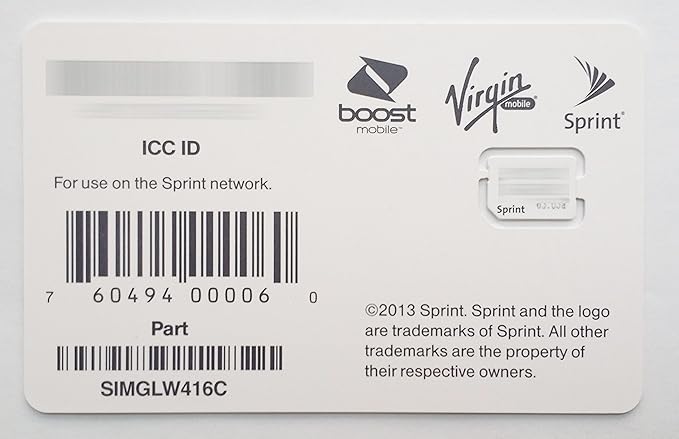 boost
mobile™
Virgin
mobile
Sprint
ICC ID
For use on the Sprint network.
Sprint
7 60494 00006 0
Part
SIMGLW416C
©2013 Sprint. Sprint and the logo
are trademarks of Sprint. All other
trademarks are the property of
their respective owners.